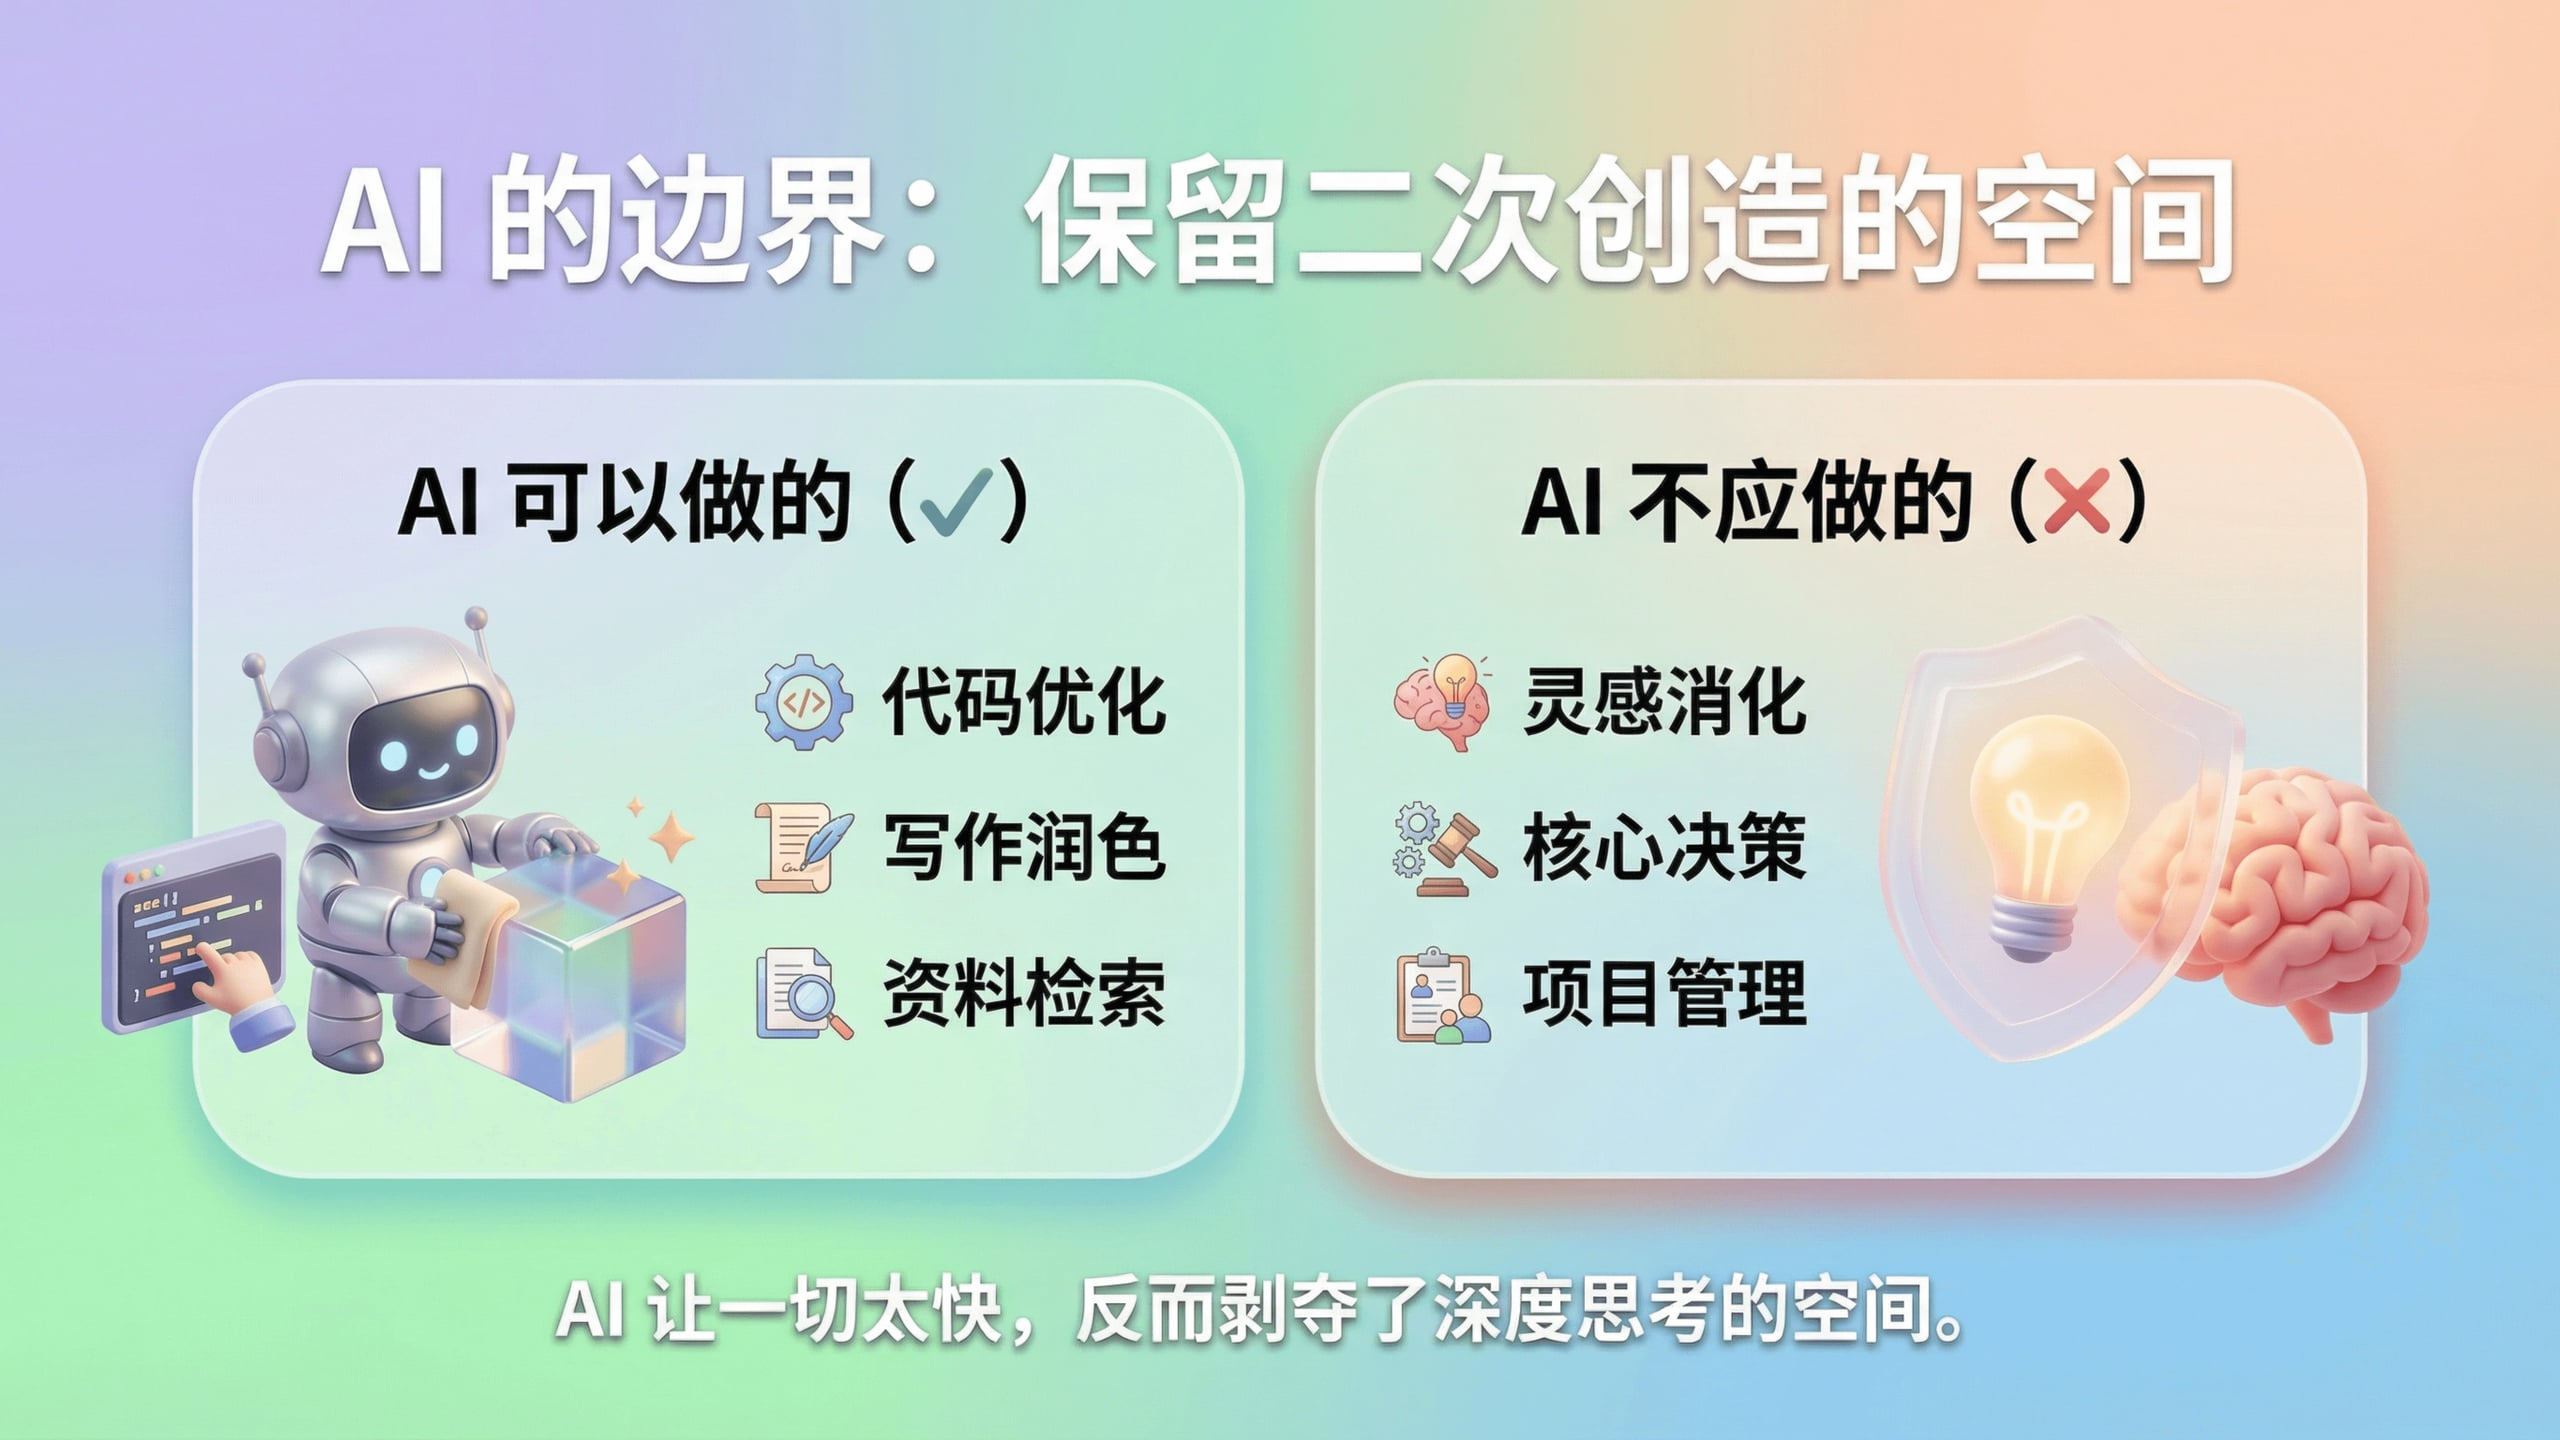 AI 的边界：保留二次创造的空间
AI 可以做的（✓）
代码优化
写作润色
资料检索
AI 不应做的（✗）
灵感消化
核心决策
项目管理
AI 让一切太快，反而剥夺了深度思考的空间。